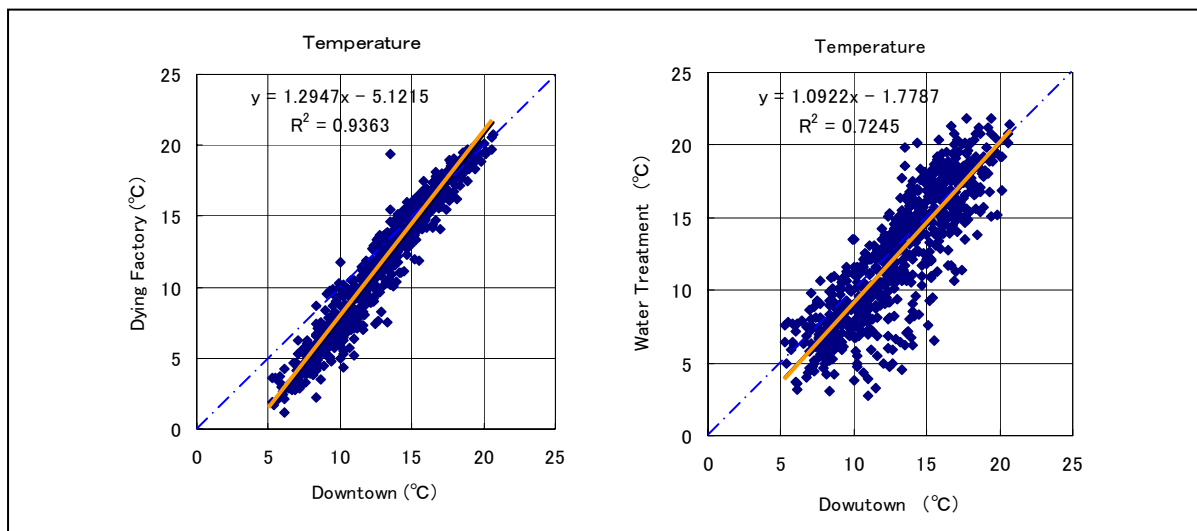 Temperature
25
20
15
10
5
0
Dying Factory (℃)
y = 1.2947x − 5.1215
R² = 0.9363
0 5 10 15 20 25
Downtown (℃)
Temperature
25
20
15
10
5
0
Water Treatment (℃)
y = 1.0922x − 1.7787
R² = 0.7245
0 5 10 15 20 25
Dowutown (℃)